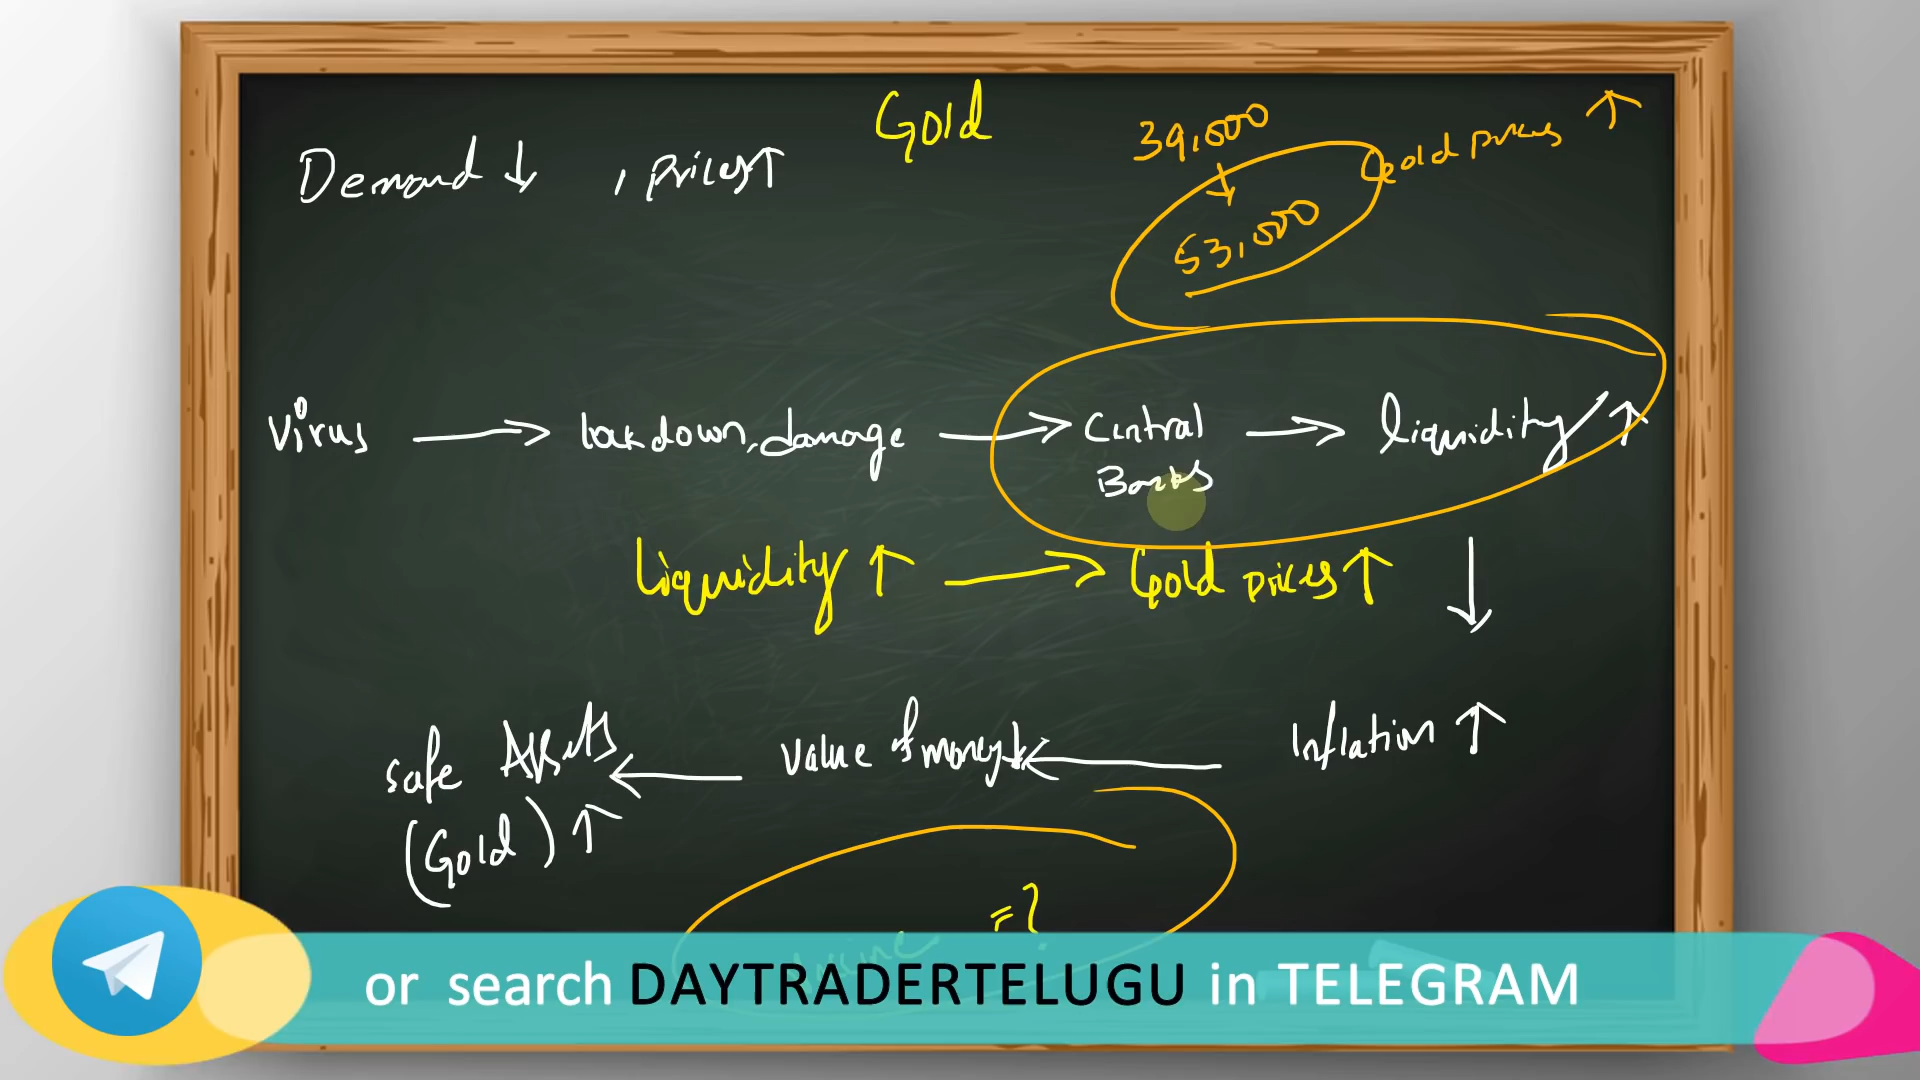 Gold
39,000
Gold prices ↑
Demand ↓ , prices ↑
↓
53,000
Virus → lockdown, damage → Central Banks → liquidity ↑
Liquidity ↑ → Gold prices ↑
↓
safe Assets ← value of money ↓ ← Inflation ↑
(Gold) ↑
= ?
or search DAYTRADERTELUGU in TELEGRAM